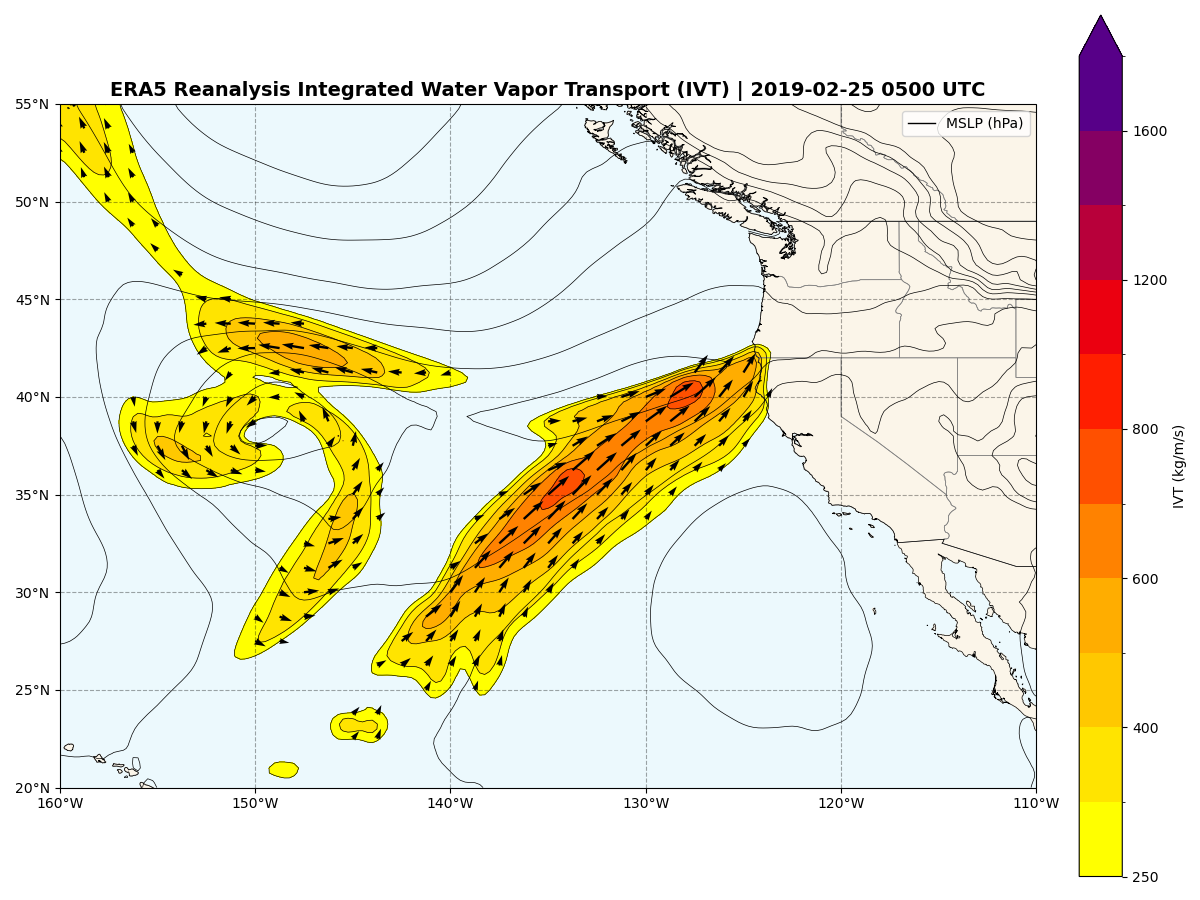 ERA5 Reanalysis Integrated Water Vapor Transport (IVT) | 2019-02-25 0500 UTC
MSLP (hPa)
55°N
50°N
45°N
40°N
35°N
30°N
25°N
20°N
160°W 150°W 140°W 130°W 120°W 110°W
1600
1200
800
600
400
250
IVT (kg/m/s)